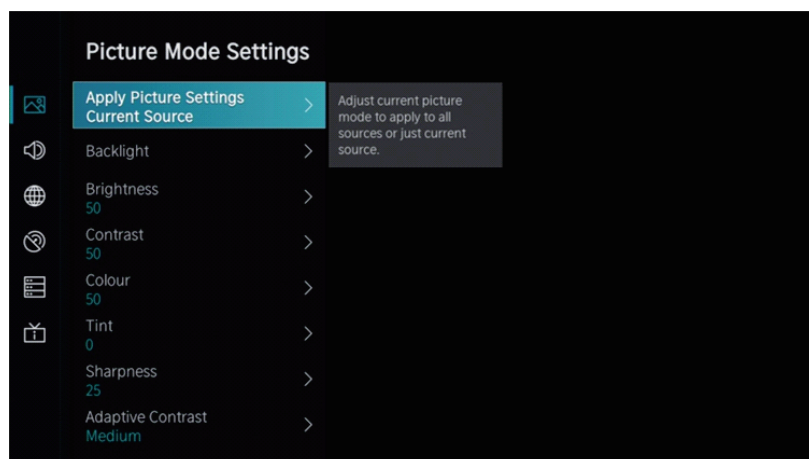 Picture Mode Settings
Apply Picture Settings
Current Source
Adjust current picture
mode to apply to all
sources or just current
source.
Backlight
Brightness
50
Contrast
50
Colour
50
Tint
0
Sharpness
25
Adaptive Contrast
Medium